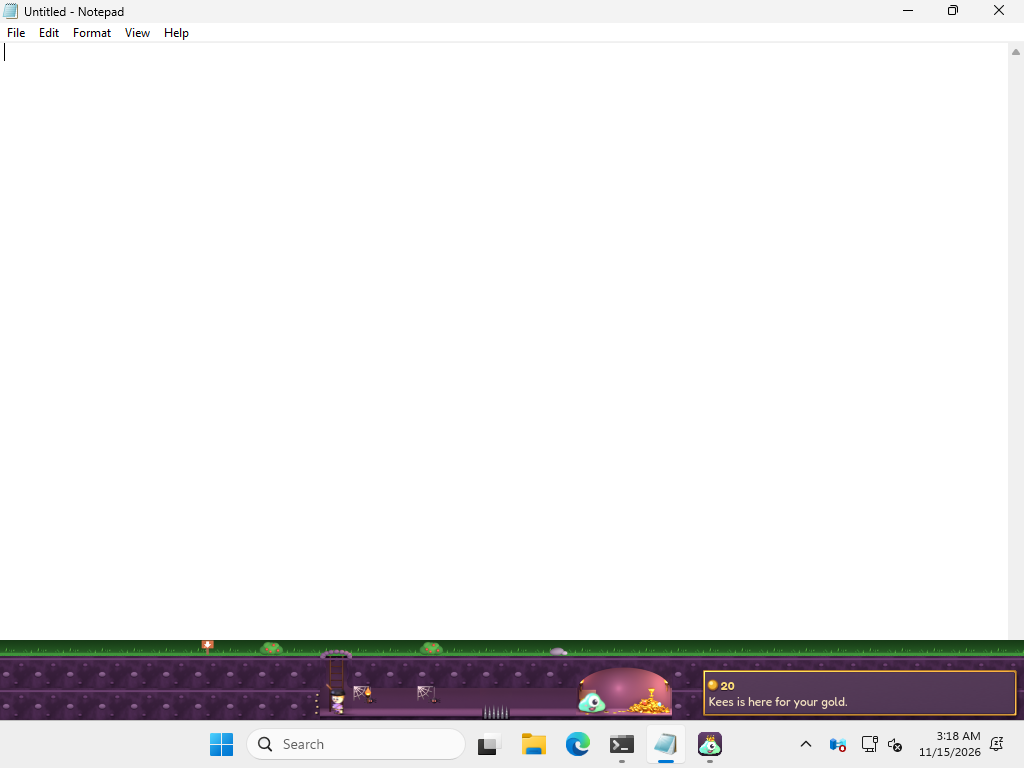 Untitled - Notepad
File Edit Format View Help
20
Kees is here for your gold.
Search
3:18 AM
11/15/2026